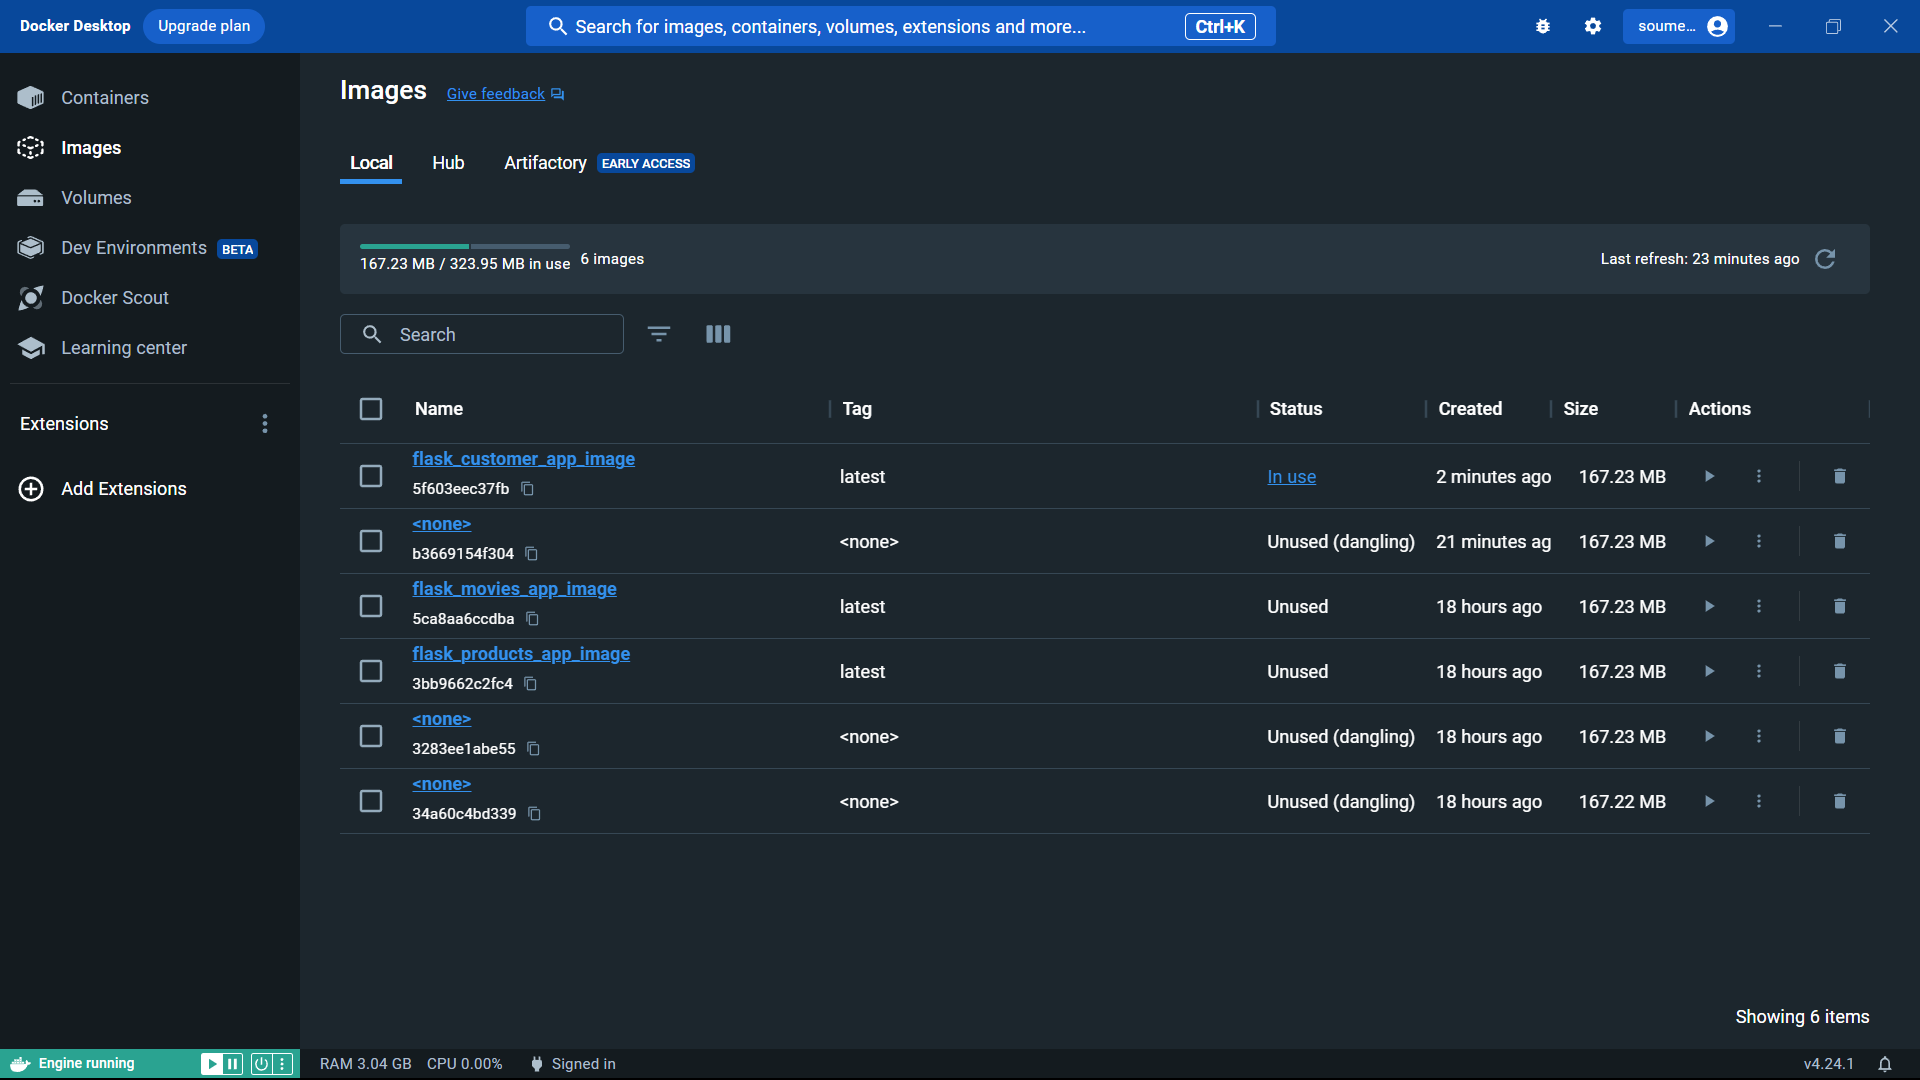 Docker Desktop Upgrade plan Search for images, containers, volumes, extensions and more... Ctrl+K soume...
Containers
Images
Volumes
Dev Environments BETA
Docker Scout
Learning center
Extensions
Add Extensions
Images Give feedback
Local Hub Artifactory EARLY ACCESS
167.23 MB / 323.95 MB in use 6 images Last refresh: 23 minutes ago
Search
Name Tag Status Created Size Actions
flask_customer_app_image
5f603eec37fb latest In use 2 minutes ago 167.23 MB
<none>
b3669154f304 <none> Unused (dangling) 21 minutes ag 167.23 MB
flask_movies_app_image
5ca8aa6ccdba latest Unused 18 hours ago 167.23 MB
flask_products_app_image
3bb9662c2fc4 latest Unused 18 hours ago 167.23 MB
<none>
3283ee1abe55 <none> Unused (dangling) 18 hours ago 167.23 MB
<none>
34a60c4bd339 <none> Unused (dangling) 18 hours ago 167.22 MB
Showing 6 items
Engine running RAM 3.04 GB CPU 0.00% Signed in v4.24.1